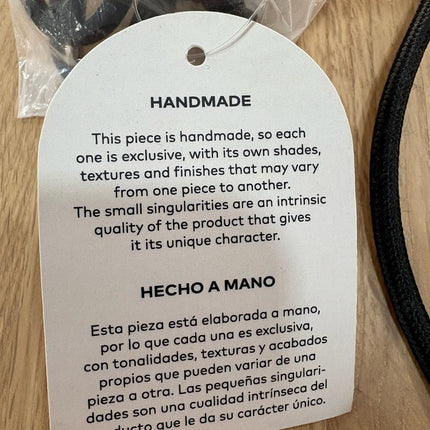 HANDMADE
This piece is handmade, so each
one is exclusive, with its own shades,
textures and finishes that may vary
from one piece to another.
The small singularities are an intrinsic
quality of the product that gives
it its unique character.
HECHO A MANO
Esta pieza está elaborada a mano,
por lo que cada una es exclusiva,
con tonalidades, texturas y acabados
propios que pueden variar de una
pieza a otra. Las pequeñas singulari-
dades son una cualidad intrínseca del
que le da su carácter único.